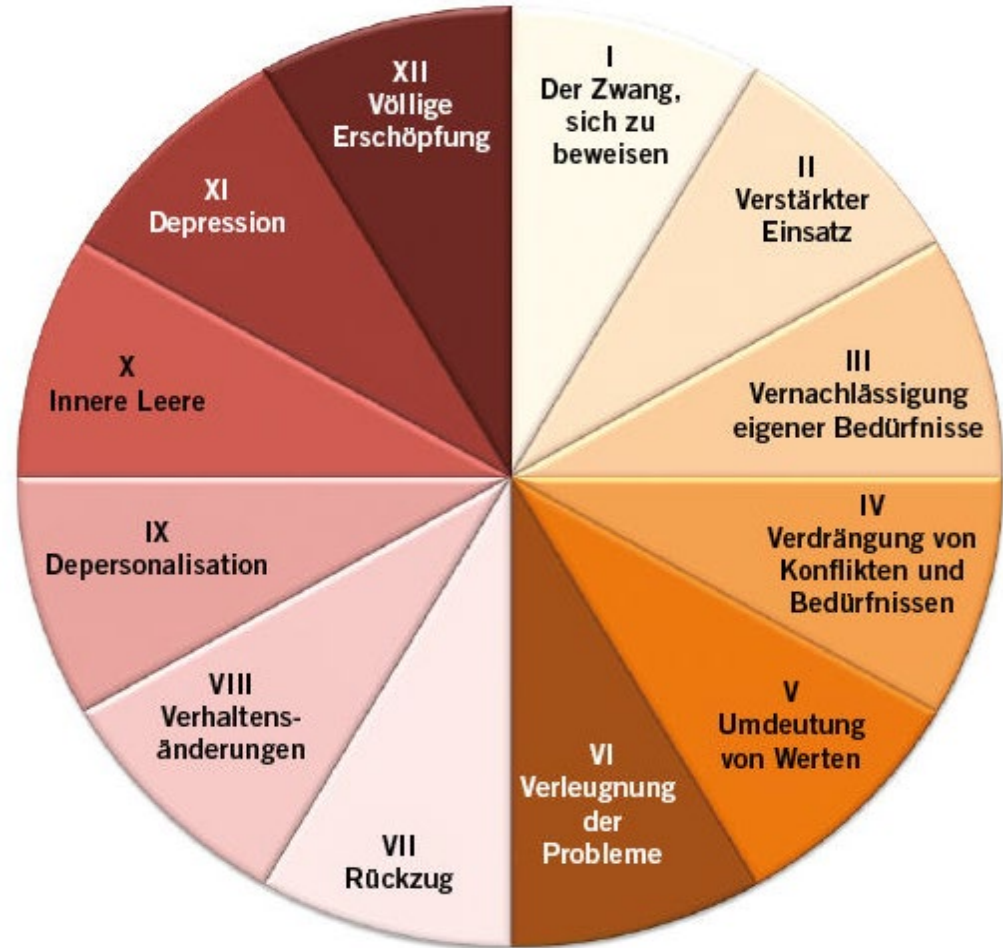 I
Der Zwang,
sich zu
beweisen
II
Verstärkter
Einsatz
III
Vernachlässigung
eigener Bedürfnisse
IV
Verdrängung von
Konflikten und
Bedürfnissen
V
Umdeutung
von Werten
VI
Verleugnung
der
Probleme
VII
Rückzug
VIII
Verhaltens-
änderungen
IX
Depersonalisation
X
Innere Leere
XI
Depression
XII
Völlige
Erschöpfung